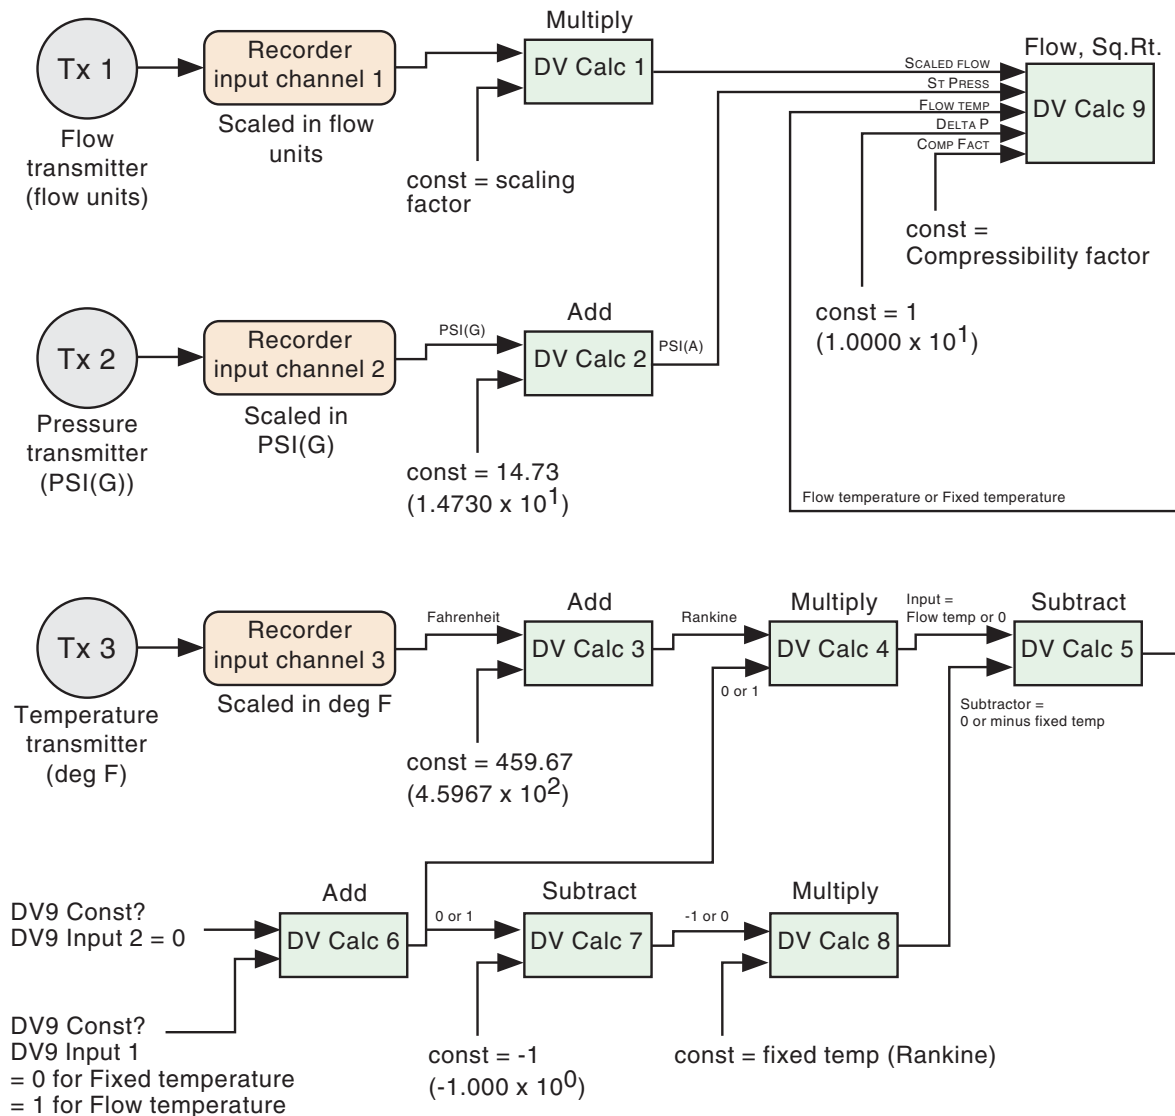 Tx 1
Flow
transmitter
(flow units)
Recorder
input channel 1
Scaled in flow
units
Multiply
DV Calc 1
const = scaling
factor
Flow, Sq.Rt.
DV Calc 9
SCALED FLOW
ST PRESS
FLOW TEMP
DELTA P
COMP FACT
const =
Compressibility factor
const = 1
(1.0000 x 10¹)
Tx 2
Pressure
transmitter
(PSI(G))
Recorder
input channel 2
Scaled in
PSI(G)
PSI(G)
Add
DV Calc 2
PSI(A)
const = 14.73
(1.4730 x 10¹)
Flow temperature or Fixed temperature
Tx 3
Temperature
transmitter
(deg F)
Recorder
input channel 3
Scaled in deg F
Fahrenheit
Add
DV Calc 3
const = 459.67
(4.5967 x 10²)
Rankine
Multiply
DV Calc 4
0 or 1
Input =
Flow temp or 0
Subtract
DV Calc 5
Subtractor =
0 or minus fixed temp
DV9 Const?
DV9 Input 2 = 0
DV9 Const?
DV9 Input 1
= 0 for Fixed temperature
= 1 for Flow temperature
Add
DV Calc 6
0 or 1
Subtract
DV Calc 7
const = -1
(-1.000 x 10⁰)
-1 or 0
Multiply
DV Calc 8
const = fixed temp (Rankine)